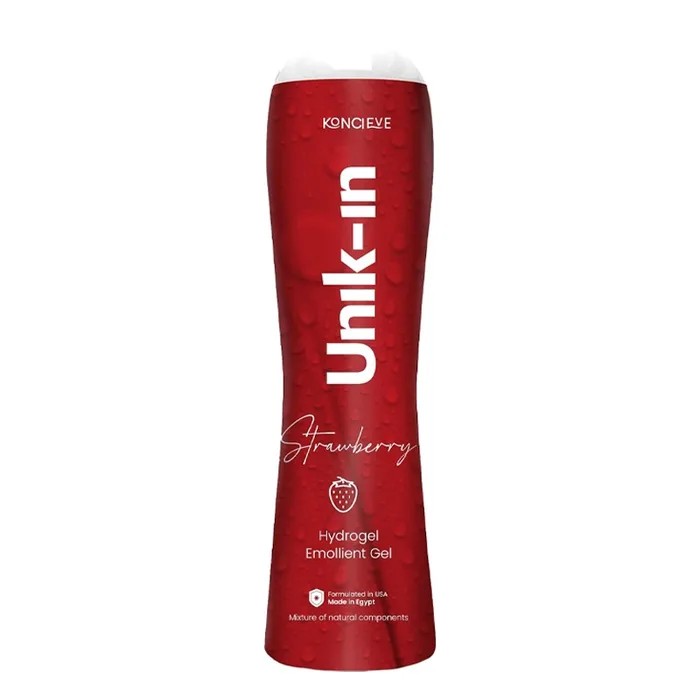 KONCIEVE
Unik-in
Strawberry
Hydrogel
Emollient Gel
Formulated in USA
Made in Egypt
Mixture of natural components